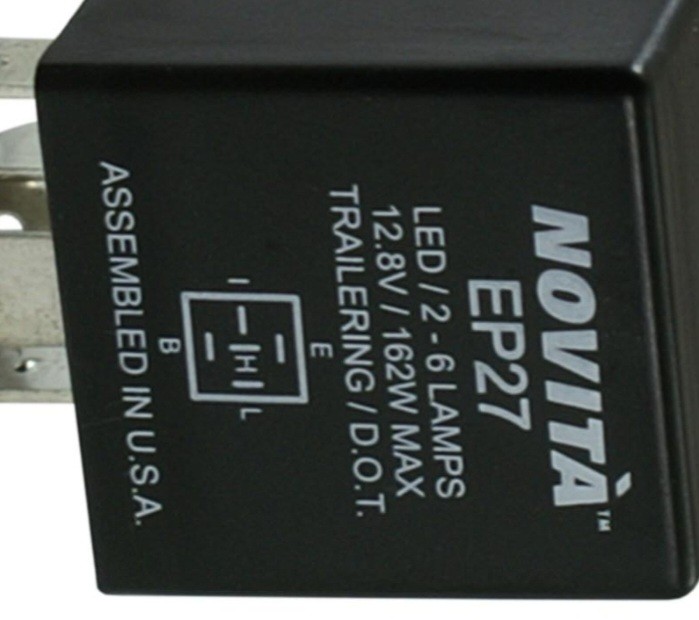 NOVITÀ™
EP27
LED / 2 - 6 LAMPS
12.8V / 162W MAX
TRAILERING / D.O.T.
E
I
H
L
B
ASSEMBLED IN U.S.A.